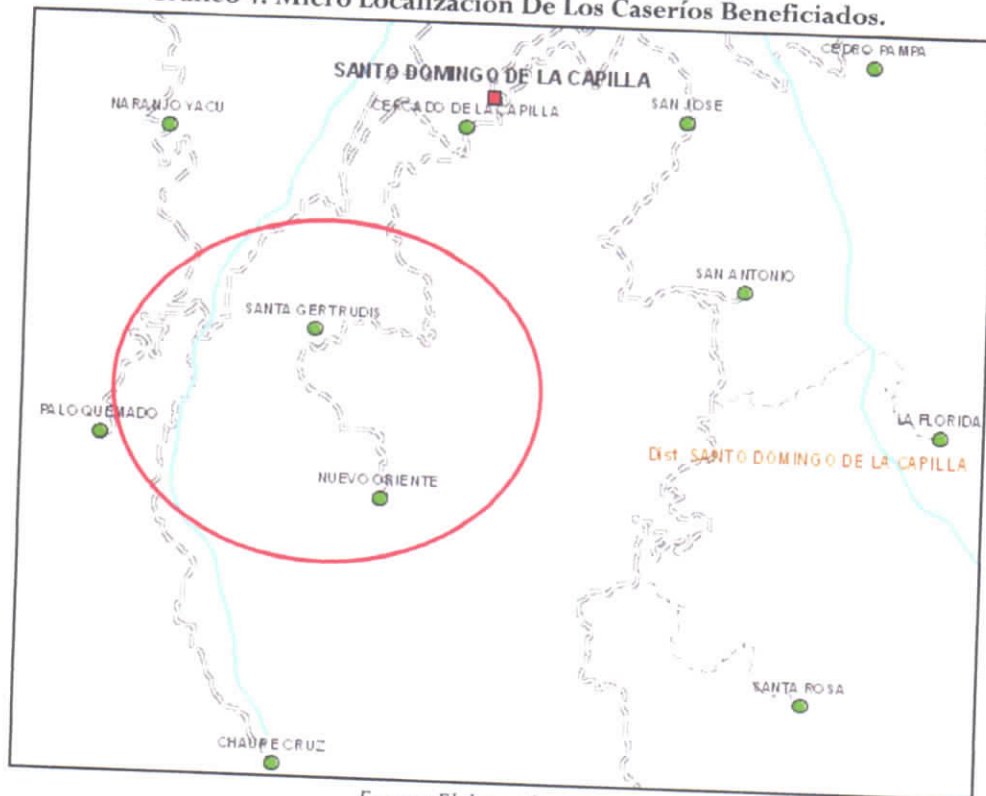 Micro Localización De Los Caseríos Beneficiados.
CEDRO PAMPA
SANTO DOMINGO DE LA CAPILLA
NARANJO YACU
CERCADO DE LA CAPILLA
SAN JOSE
SAN ANTONIO
SANTA GERTRUDIS
PALO QUEMADO
LA FLORIDA
Dist. SANTO DOMINGO DE LA CAPILLA
NUEVO ORIENTE
SANTA ROSA
CHAUPECRUZ